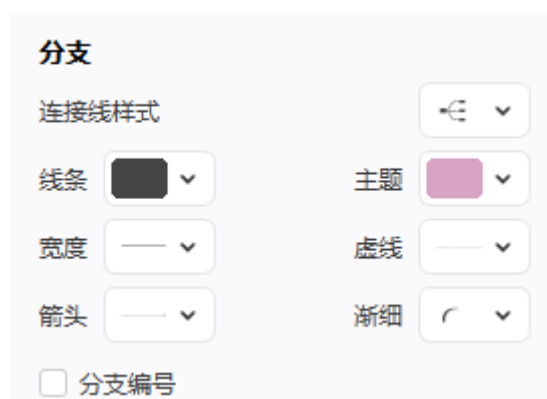 分支
连接线样式
线条 主题
宽度 虚线
箭头 渐细
分支编号